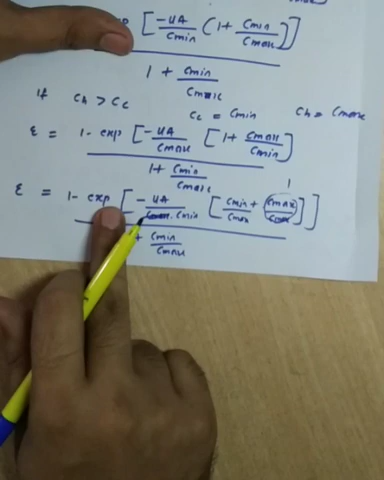 [-UA/Cmin (1+ Cmin/Cmax)]
1 + Cmin/Cmax
If Ch > Cc
Cc = Cmin Ch = Cmax
ε = 1- exp [-UA/Cmax [1+ Cmax/Cmin)]
1+ Cmin/Cmax
1
ε = 1- exp [-UA/Cmin [Cmin/Cmax + Cmax/Cmax]]
+ Cmin/Cmax